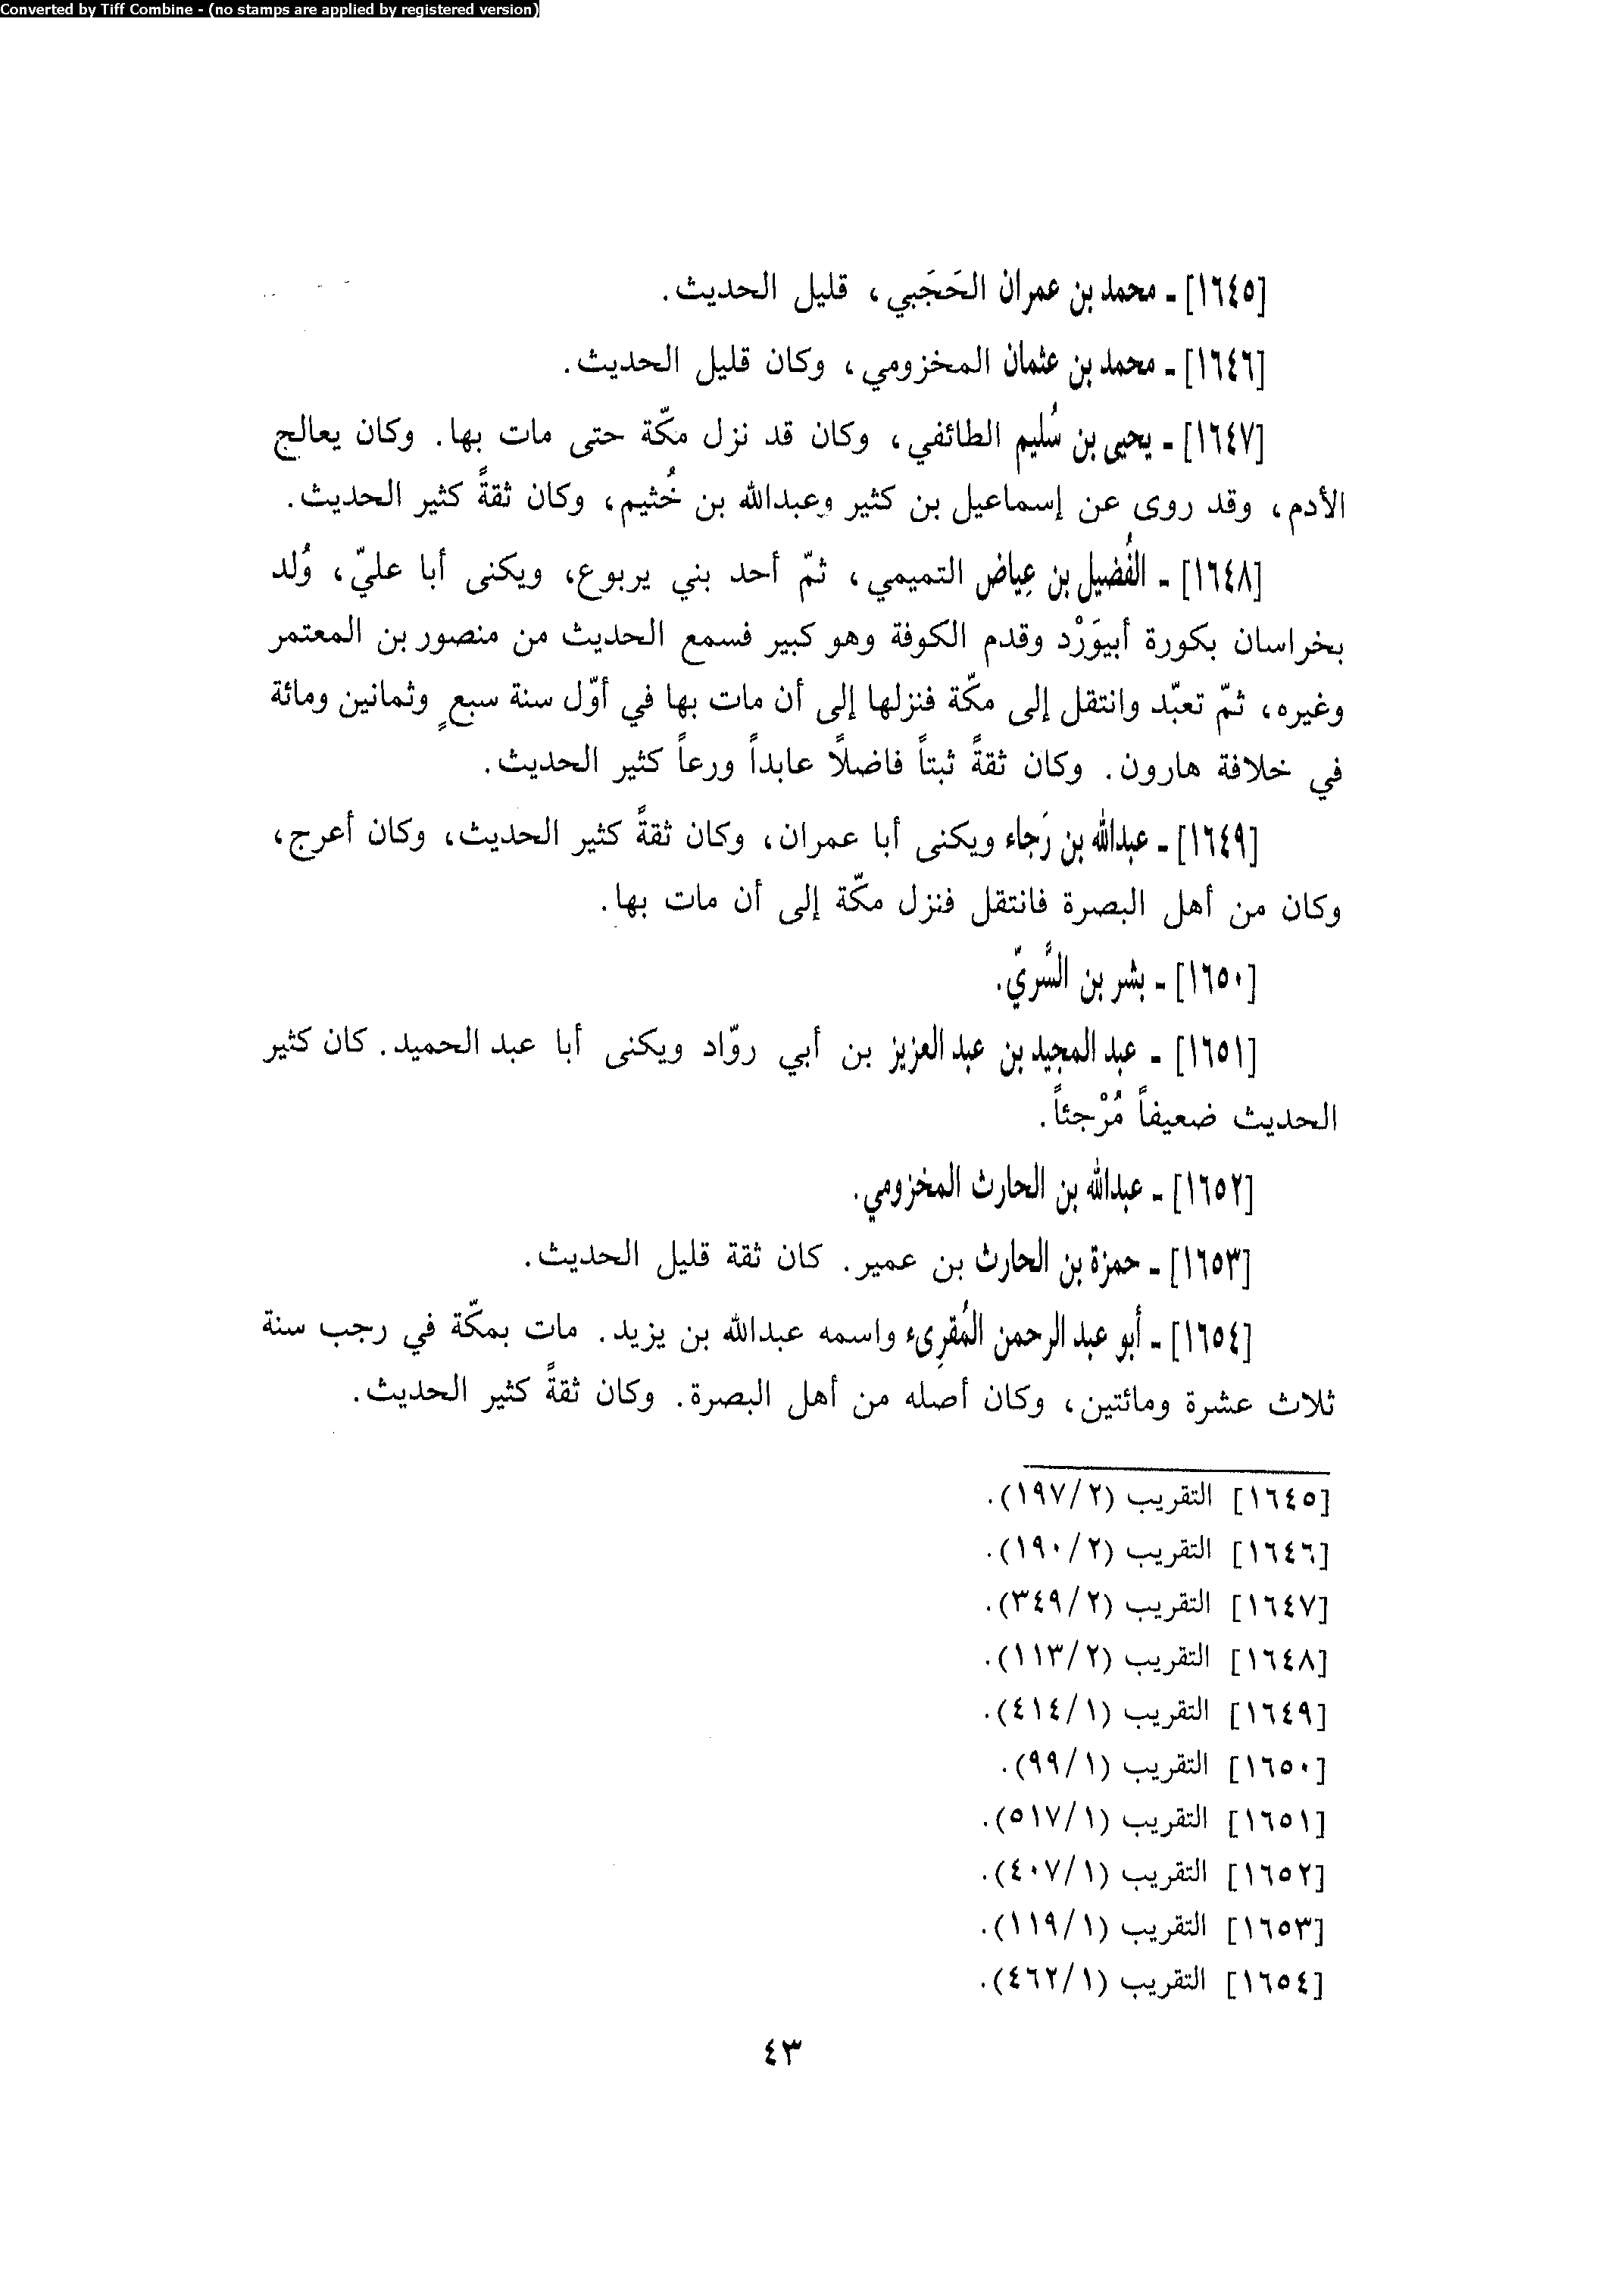 Converted by Tiff Combine - (no stamps are applied by registered version)
[١٦٤٥] - محمد بن عمران الحَجَبي، قليل الحديث.
[١٦٤٦] - محمد بن عثمان المخزومي، وكان قليل الحديث.
[١٦٤٧] - يحيى بن سُليم الطائفي، وكان قد نزل مكّة حتى مات بها. وكان يعالج
الأدم، وقد روى عن إسماعيل بن كثير وعبدالله بن خُثيم، وكان ثقةً كثير الحديث.
[١٦٤٨] - الفُضيل بن عِياض التميمي، ثمّ أحد بني يربوع، ويكنى أبا عليّ، وُلد
بخراسان بكورة أبيوَرْد وقدم الكوفة وهو كبير فسمع الحديث من منصور بن المعتمر
وغيره، ثمّ تعبّد وانتقل إلى مكّة فنزلها إلى أن مات بها في أوّل سنة سبعٍ وثمانين ومائة
في خلافة هارون. وكان ثقةً ثبتاً فاضلاً عابداً ورعاً كثير الحديث.
[١٦٤٩] - عبدالله بن رَجاء ويكنى أبا عمران، وكان ثقةً كثير الحديث، وكان أعرج،
وكان من أهل البصرة فانتقل فنزل مكّة إلى أن مات بها.
[١٦٥٠] - بشر بن السَّريّ.
[١٦٥١] - عبد المجيد بن عبد العزيز بن أبي روّاد ويكنى أبا عبد الحميد. كان كثير
الحديث ضعيفاً مُرْجئاً.
[١٦٥٢] - عبدالله بن الحارث المخزومي.
[١٦٥٣] - حمزة بن الحارث بن عمير. كان ثقة قليل الحديث.
[١٦٥٤] - أبو عبد الرحمن المُقرِىء واسمه عبدالله بن يزيد. مات بمكّة في رجب سنة
ثلاث عشرة ومائتين، وكان أصله من أهل البصرة. وكان ثقةً كثير الحديث.
[١٦٤٥] التقريب (١٩٧/٢).
[١٦٤٦] التقريب (١٩٠/٢).
[١٦٤٧] التقريب (٣٤٩/٢).
[١٦٤٨] التقريب (١١٣/٢).
[١٦٤٩] التقريب (٤١٤/١).
[١٦٥٠] التقريب (٩٩/١).
[١٦٥١] التقريب (٥١٧/١).
[١٦٥٢] التقريب (٤٠٧/١).
[١٦٥٣] التقريب (١١٩/١).
[١٦٥٤] التقريب (٤٦٢/١).
٤٣